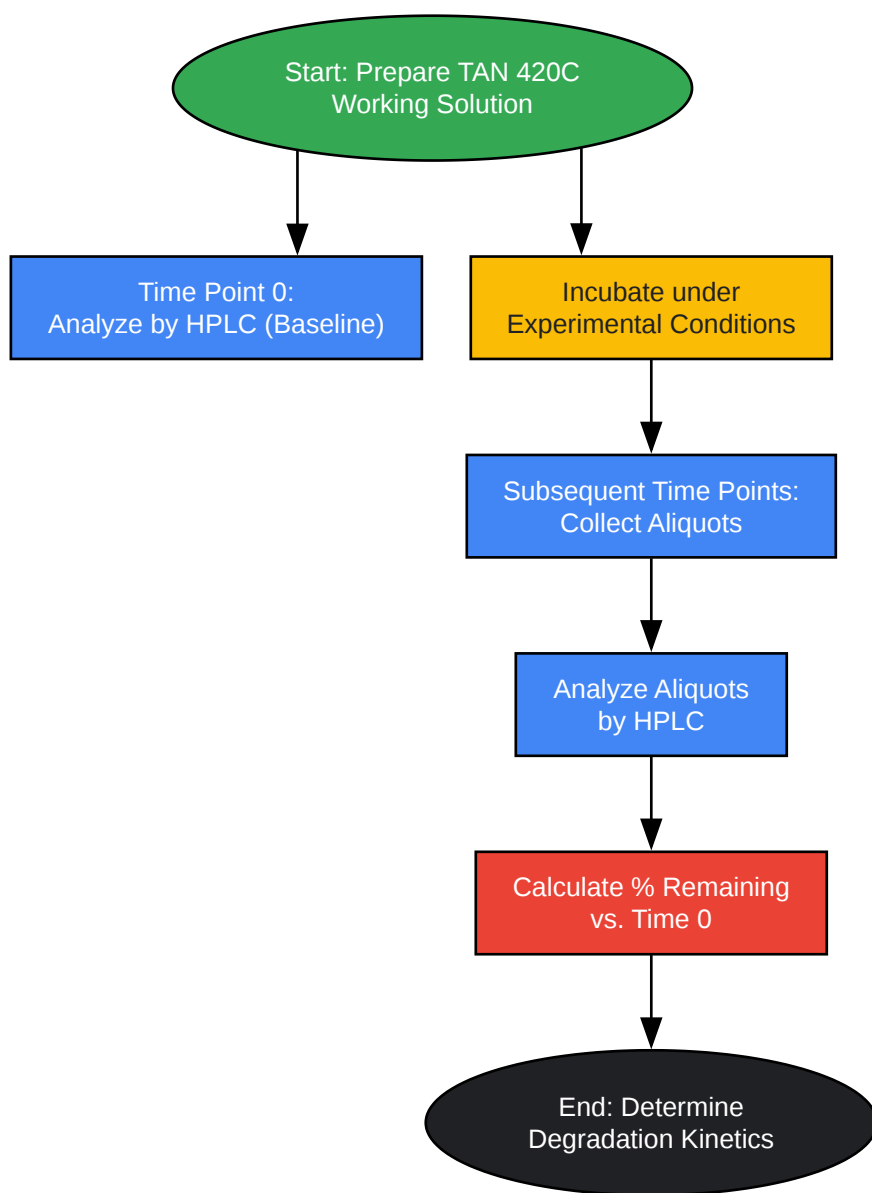 Start: Prepare TAN 420C
Working Solution
Time Point 0:
Analyze by HPLC (Baseline)
Incubate under
Experimental Conditions
Subsequent Time Points:
Collect Aliquots
Analyze Aliquots
by HPLC
Calculate % Remaining
vs. Time 0
End: Determine
Degradation Kinetics